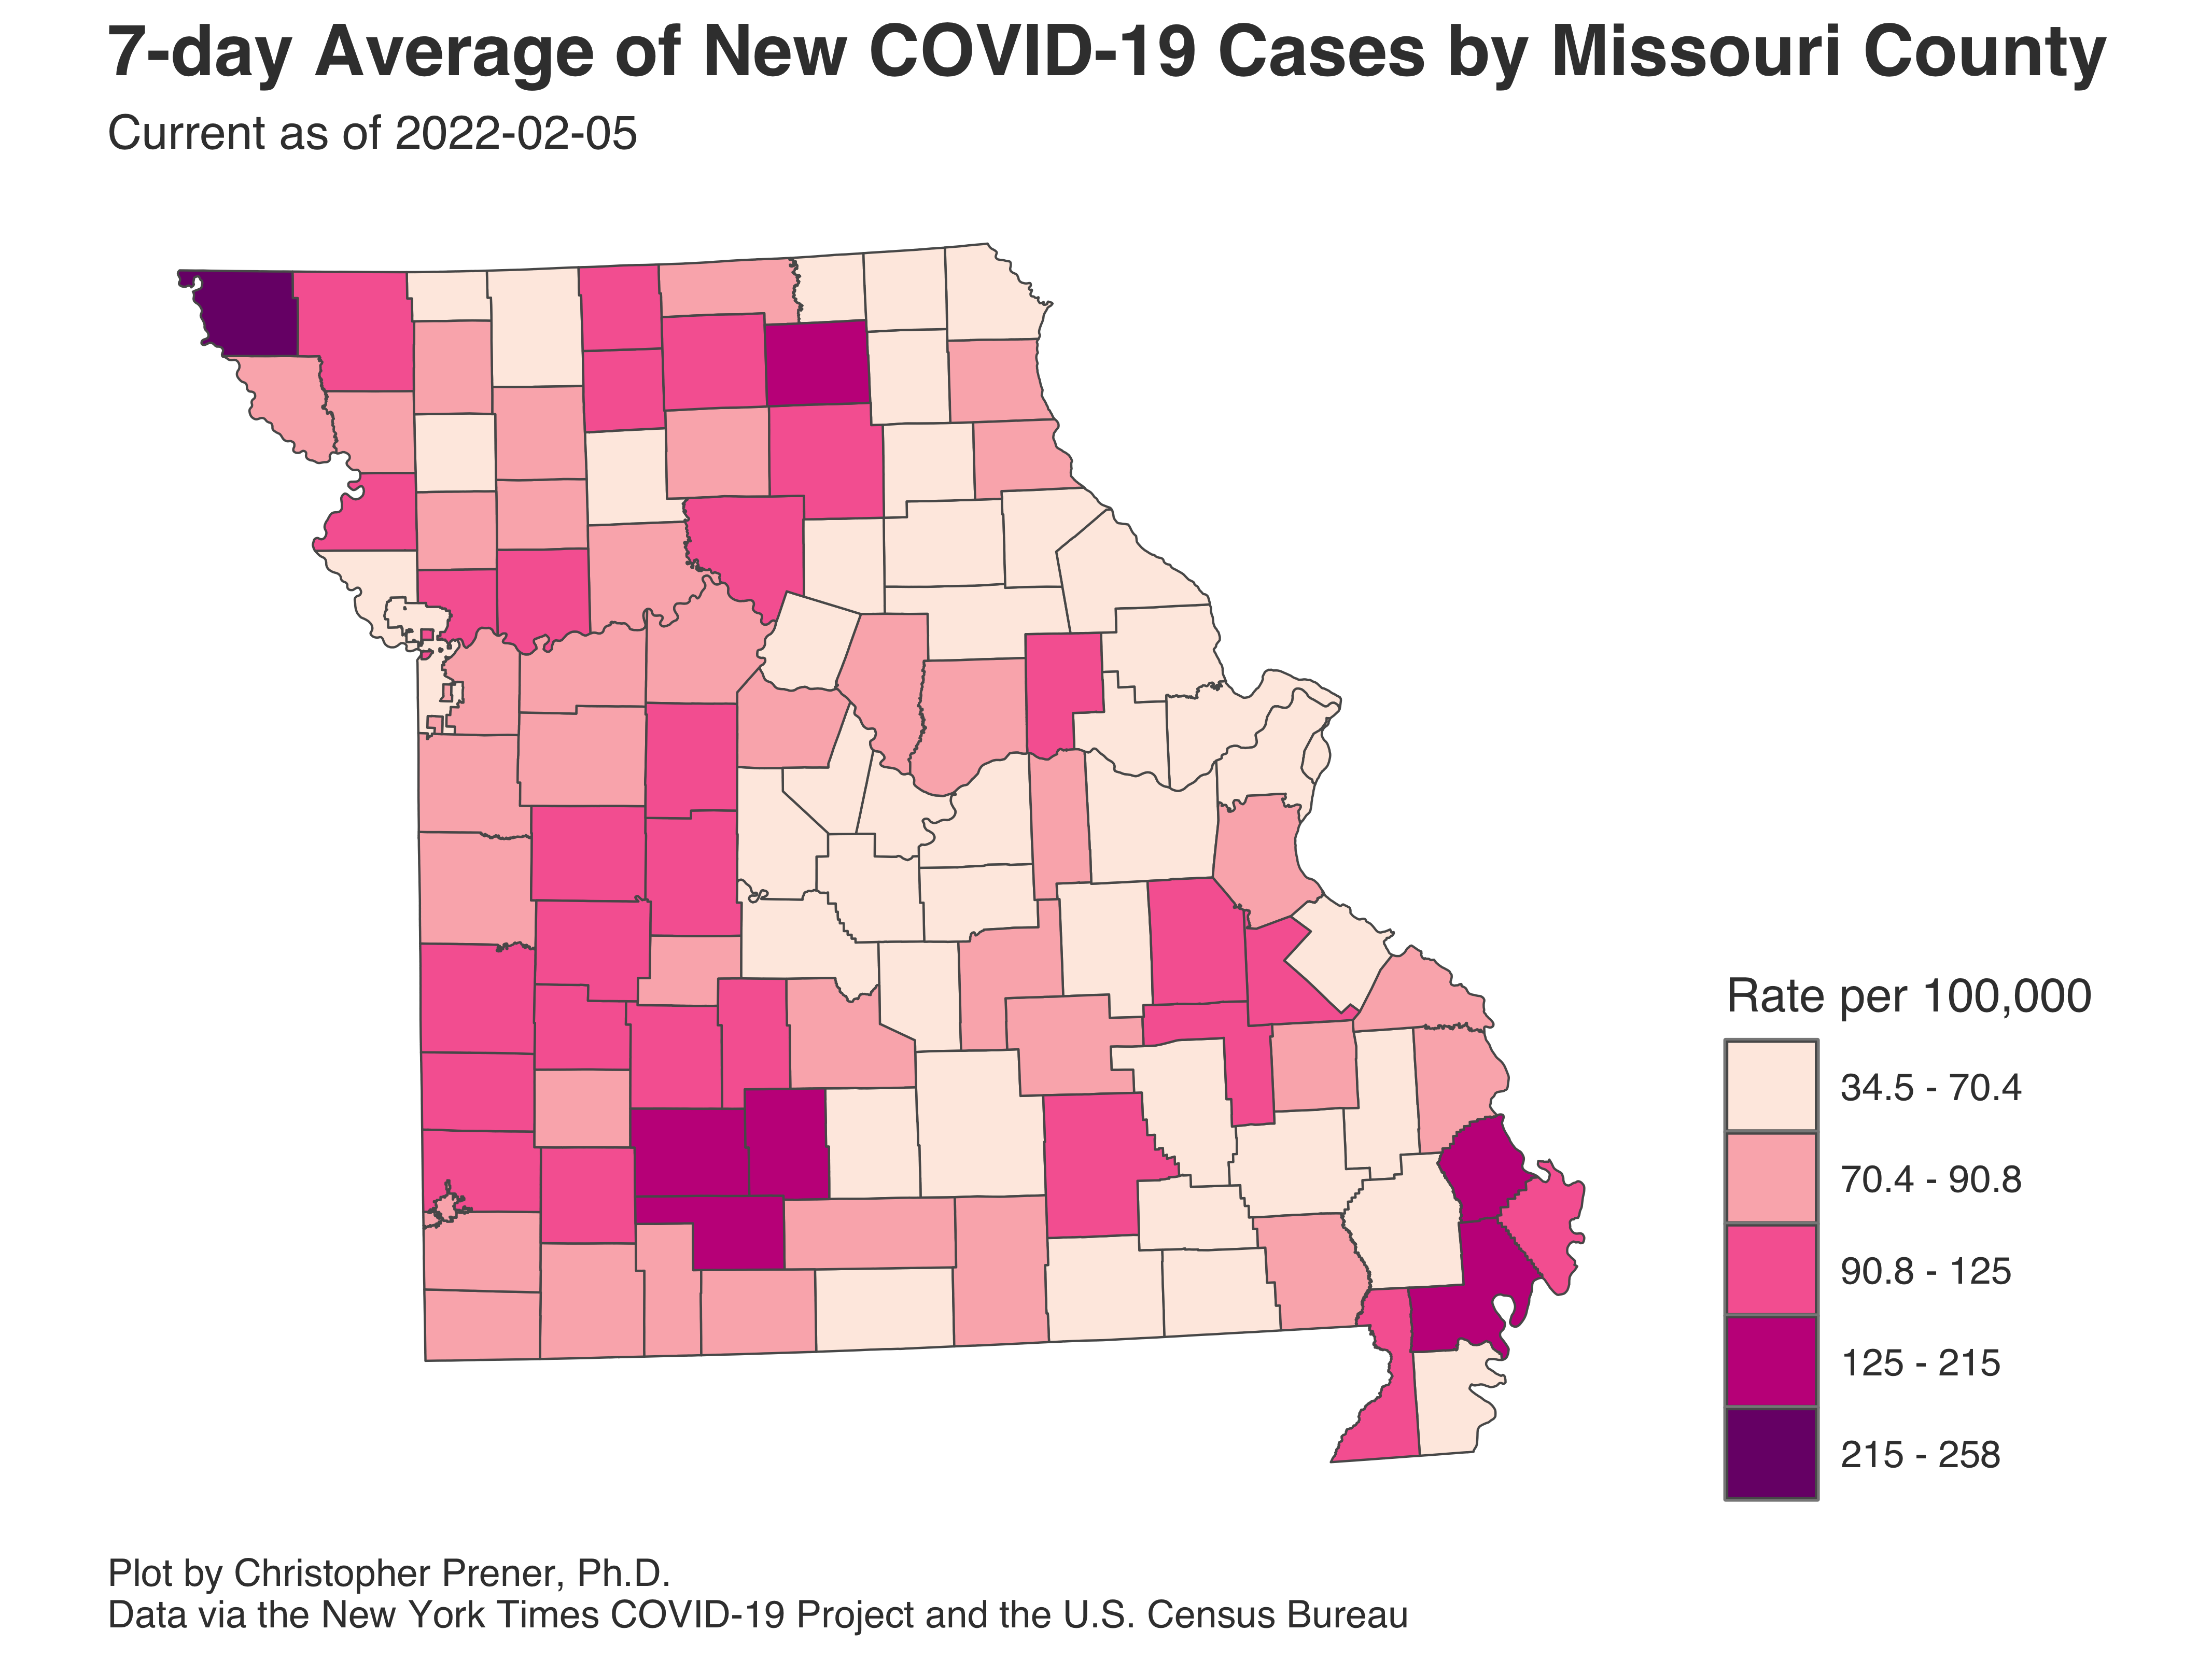 7-day Average of New COVID-19 Cases by Missouri County
Current as of 2022-02-05
Rate per 100,000
34.5 - 70.4
70.4 - 90.8
90.8 - 125
125 - 215
215 - 258
Plot by Christopher Prener, Ph.D.
Data via the New York Times COVID-19 Project and the U.S. Census Bureau